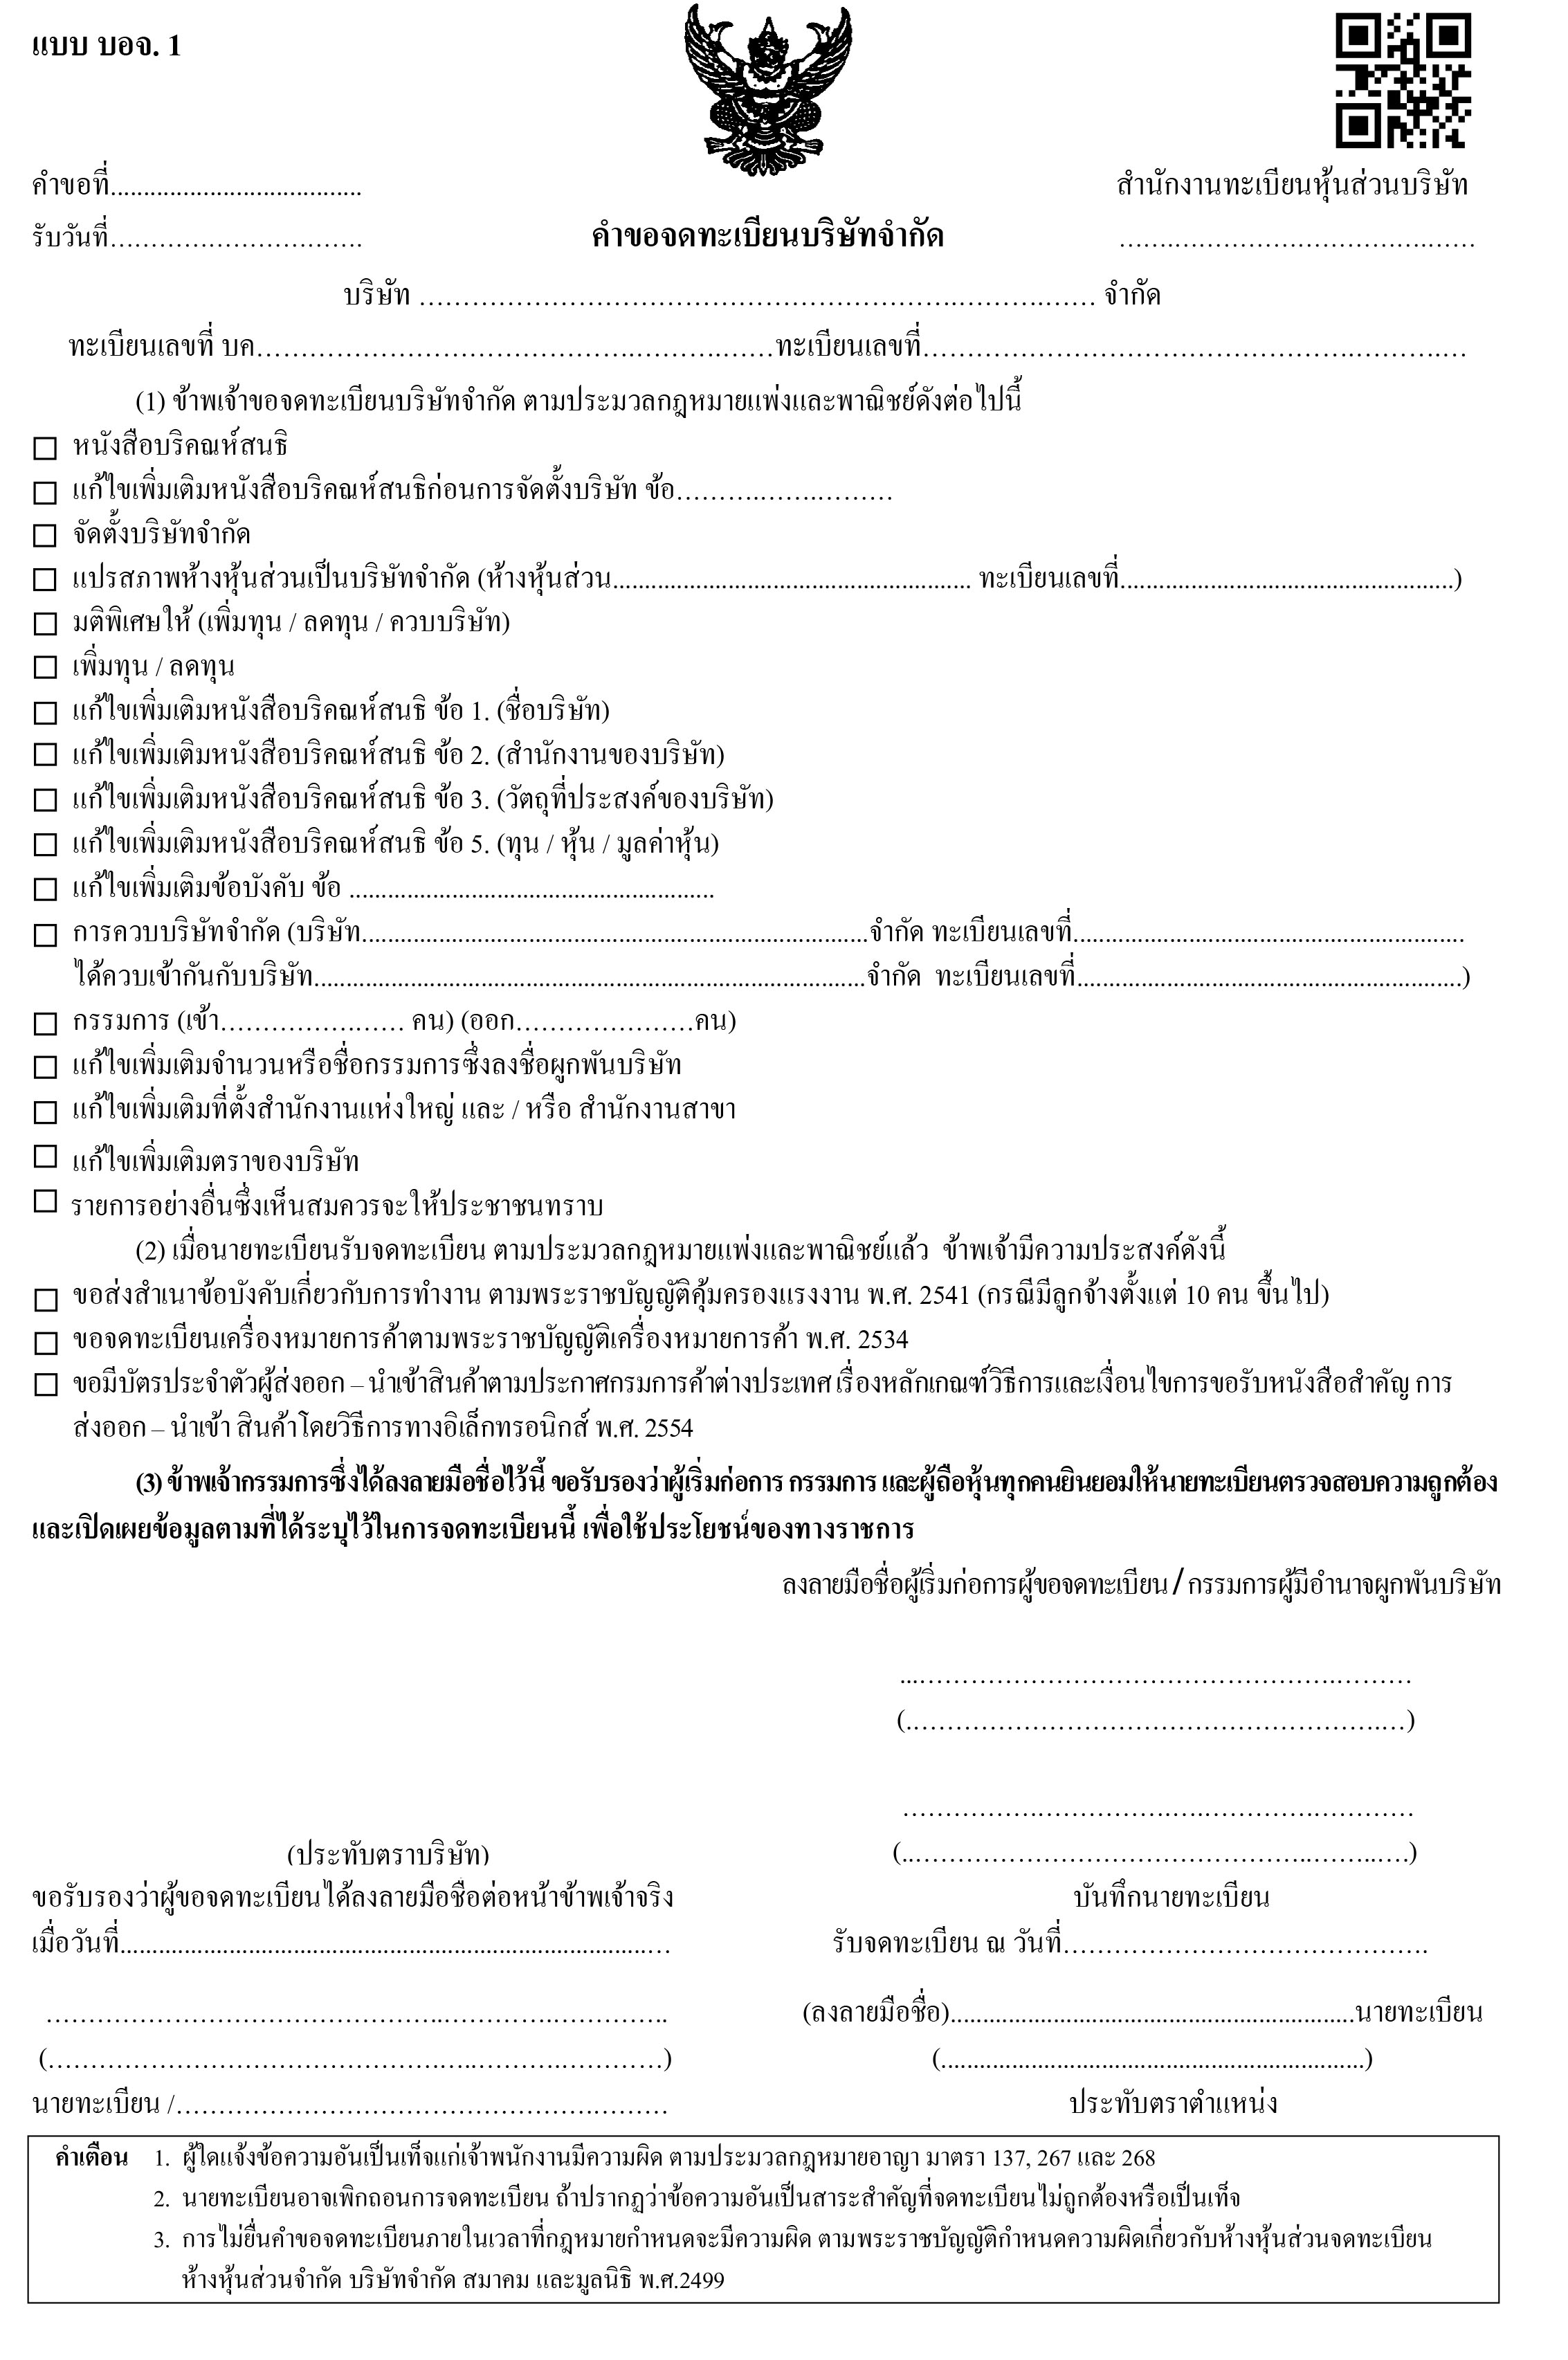 แบบ บอจ. 1
คำขอที่......................................
สำนักงานทะเบียนหุ้นส่วนบริษัท
รับวันที่………………………….
คำขอจดทะเบียนบริษัทจำกัด
…….……………………….…….……
บริษัท …………………………………………………….……….…… จำกัด
ทะเบียนเลขที่ บค…………………………………….……….……ทะเบียนเลขที่………………………………………….……….…
(1) ข้าพเจ้าขอจดทะเบียนบริษัทจำกัด ตามประมวลกฎหมายแพ่งและพาณิชย์ดังต่อไปนี้
☐ หนังสือบริคณห์สนธิ
☐ แก้ไขเพิ่มเติมหนังสือบริคณห์สนธิก่อนการจัดตั้งบริษัท ข้อ……….…….………
☐ จัดตั้งบริษัทจำกัด
☐ แปรสภาพห้างหุ้นส่วนเป็นบริษัทจำกัด (ห้างหุ้นส่วน........................................................ ทะเบียนเลขที่....................................................)
☐ มติพิเศษให้ (เพิ่มทุน / ลดทุน / ควบบริษัท)
☐ เพิ่มทุน / ลดทุน
☐ แก้ไขเพิ่มเติมหนังสือบริคณห์สนธิ ข้อ 1. (ชื่อบริษัท)
☐ แก้ไขเพิ่มเติมหนังสือบริคณห์สนธิ ข้อ 2. (สำนักงานของบริษัท)
☐ แก้ไขเพิ่มเติมหนังสือบริคณห์สนธิ ข้อ 3. (วัตถุที่ประสงค์ของบริษัท)
☐ แก้ไขเพิ่มเติมหนังสือบริคณห์สนธิ ข้อ 5. (ทุน / หุ้น / มูลค่าหุ้น)
☐ แก้ไขเพิ่มเติมข้อบังคับ ข้อ .........................................................
☐ การควบบริษัทจำกัด (บริษัท...............................................................................จำกัด ทะเบียนเลขที่.............................................................
ได้ควบเข้ากันกับบริษัท......................................................................................จำกัด ทะเบียนเลขที่............................................................)
☐ กรรมการ (เข้า…………………… คน) (ออก…………………คน)
☐ แก้ไขเพิ่มเติมจำนวนหรือชื่อกรรมการซึ่งลงชื่อผูกพันบริษัท
☐ แก้ไขเพิ่มเติมที่ตั้งสำนักงานแห่งใหญ่ และ / หรือ สำนักงานสาขา
☐ แก้ไขเพิ่มเติมตราของบริษัท
☐ รายการอย่างอื่นซึ่งเห็นสมควรจะให้ประชาชนทราบ
(2) เมื่อนายทะเบียนรับจดทะเบียน ตามประมวลกฎหมายแพ่งและพาณิชย์แล้ว ข้าพเจ้ามีความประสงค์ดังนี้
☐ ขอส่งสำเนาข้อบังคับเกี่ยวกับการทำงาน ตามพระราชบัญญัติคุ้มครองแรงงาน พ.ศ. 2541 (กรณีมีลูกจ้างตั้งแต่ 10 คน ขึ้นไป)
☐ ขอจดทะเบียนเครื่องหมายการค้าตามพระราชบัญญัติเครื่องหมายการค้า พ.ศ. 2534
☐ ขอมีบัตรประจำตัวผู้ส่งออก – นำเข้าสินค้าตามประกาศกรมการค้าต่างประเทศ เรื่องหลักเกณฑ์วิธีการและเงื่อนไขการขอรับหนังสือสำคัญ การ
ส่งออก – นำเข้า สินค้าโดยวิธีการทางอิเล็กทรอนิกส์ พ.ศ. 2554
(3) ข้าพเจ้ากรรมการซึ่งได้ลงลายมือชื่อไว้นี้ ขอรับรองว่าผู้เริ่มก่อการ กรรมการ และผู้ถือหุ้นทุกคนยินยอมให้นายทะเบียนตรวจสอบความถูกต้อง
และเปิดเผยข้อมูลตามที่ได้ระบุไว้ในการจดทะเบียนนี้ เพื่อใช้ประโยชน์ของทางราชการ
ลงลายมือชื่อผู้เริ่มก่อการผู้ขอจดทะเบียน / กรรมการผู้มีอำนาจผูกพันบริษัท
...………………………………………….………
(.……………………………………………….…)
…………….…………….….………….…………
(ประทับตราบริษัท)
(..……………………………………….……..…)
ขอรับรองว่าผู้ขอจดทะเบียนได้ลงลายมือชื่อต่อหน้าข้าพเจ้าจริง
บันทึกนายทะเบียน
เมื่อวันที่..................................................................................…
รับจดทะเบียน ณ วันที่…………………………………….
……………………………………….………….…………..
(ลงลายมือชื่อ)...............................................................นายทะเบียน
(………………………………………….……….…………)
(..................................................................)
นายทะเบียน /………………………………………….………
ประทับตราตำแหน่ง
คำเตือน 1. ผู้ใดแจ้งข้อความอันเป็นเท็จแก่เจ้าพนักงานมีความผิด ตามประมวลกฎหมายอาญา มาตรา 137, 267 และ 268
2. นายทะเบียนอาจเพิกถอนการจดทะเบียน ถ้าปรากฏว่าข้อความอันเป็นสาระสำคัญที่จดทะเบียนไม่ถูกต้องหรือเป็นเท็จ
3. การไม่ยื่นคำขอจดทะเบียนภายในเวลาที่กฎหมายกำหนดจะมีความผิด ตามพระราชบัญญัติกำหนดความผิดเกี่ยวกับห้างหุ้นส่วนจดทะเบียน
ห้างหุ้นส่วนจำกัด บริษัทจำกัด สมาคม และมูลนิธิ พ.ศ.2499